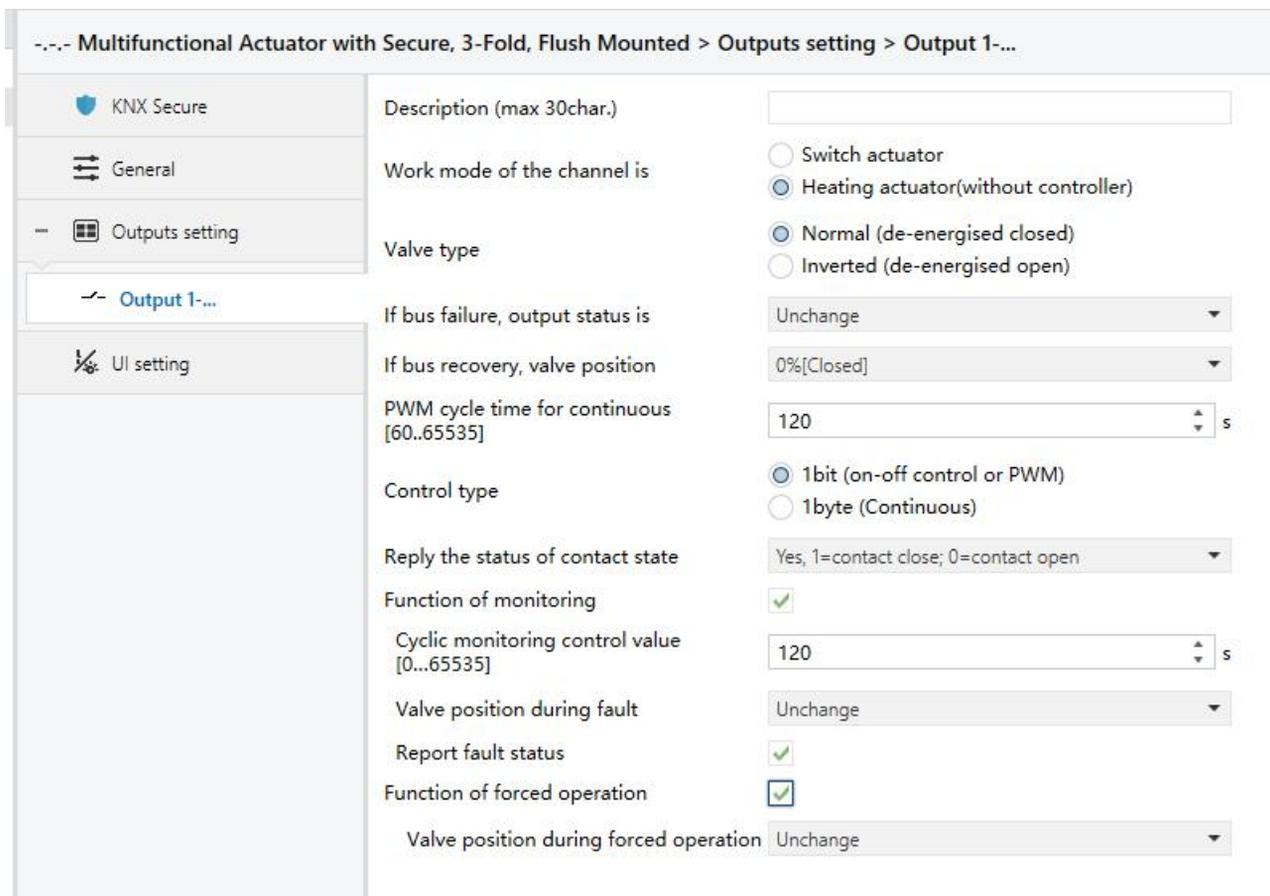 -.-.- Multifunctional Actuator with Secure, 3-Fold, Flush Mounted > Outputs setting > Output 1-...
KNX Secure
General
Outputs setting
Output 1-...
UI setting
Description (max 30char.)
Work mode of the channel is
Switch actuator
Heating actuator(without controller)
Valve type
Normal (de-energised closed)
Inverted (de-energised open)
If bus failure, output status is
Unchange
If bus recovery, valve position
0%[Closed]
PWM cycle time for continuous
[60..65535]
120
s
Control type
1bit (on-off control or PWM)
1byte (Continuous)
Reply the status of contact state
Yes, 1=contact close; 0=contact open
Function of monitoring
Cyclic monitoring control value
[0...65535]
120
s
Valve position during fault
Unchange
Report fault status
Function of forced operation
Valve position during forced operation
Unchange